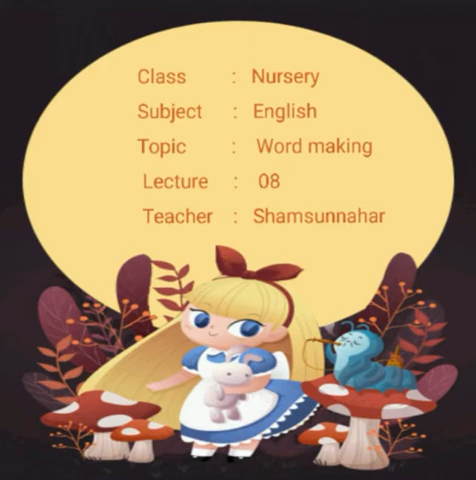 Class : Nursery
Subject : English
Topic : Word making
Lecture : 08
Teacher : Shamsunnahar